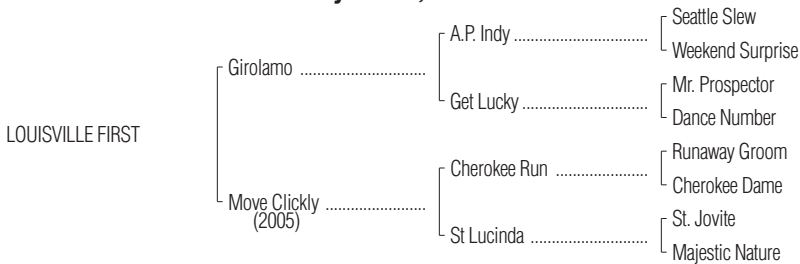 Seattle Slew
A.P. Indy ................................
Weekend Surprise
Girolamo ..............................
Mr. Prospector
Get Lucky ..............................
Dance Number
LOUISVILLE FIRST
Runaway Groom
Cherokee Run ......................
Cherokee Dame
Move Clickly ........................
(2005)
St. Jovite
St Lucinda ............................
Majestic Nature